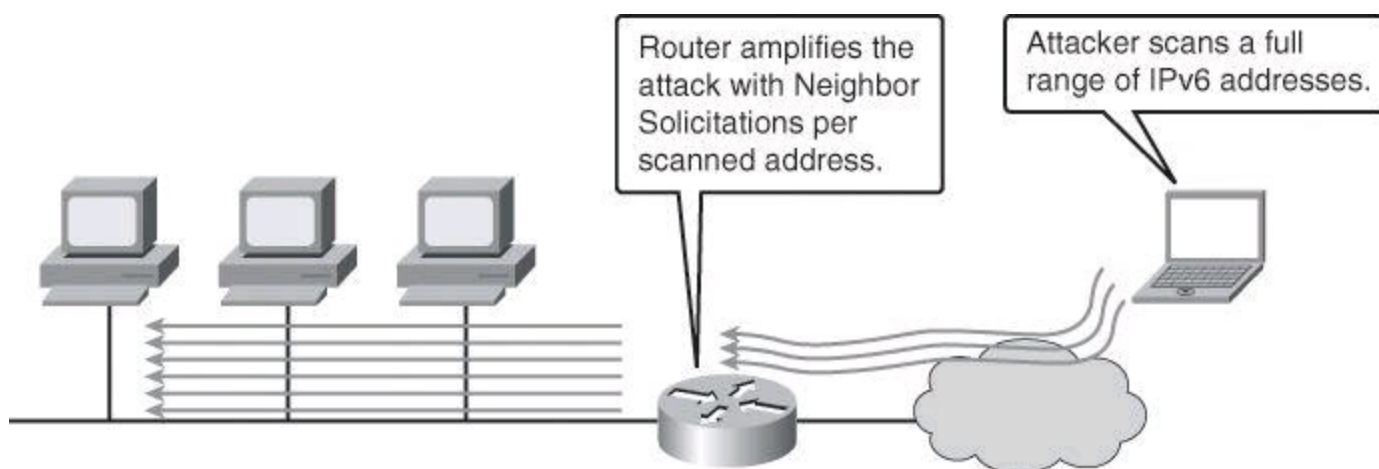 Router amplifies the
attack with Neighbor
Solicitations per
scanned address.
Attacker scans a full
range of IPv6 addresses.